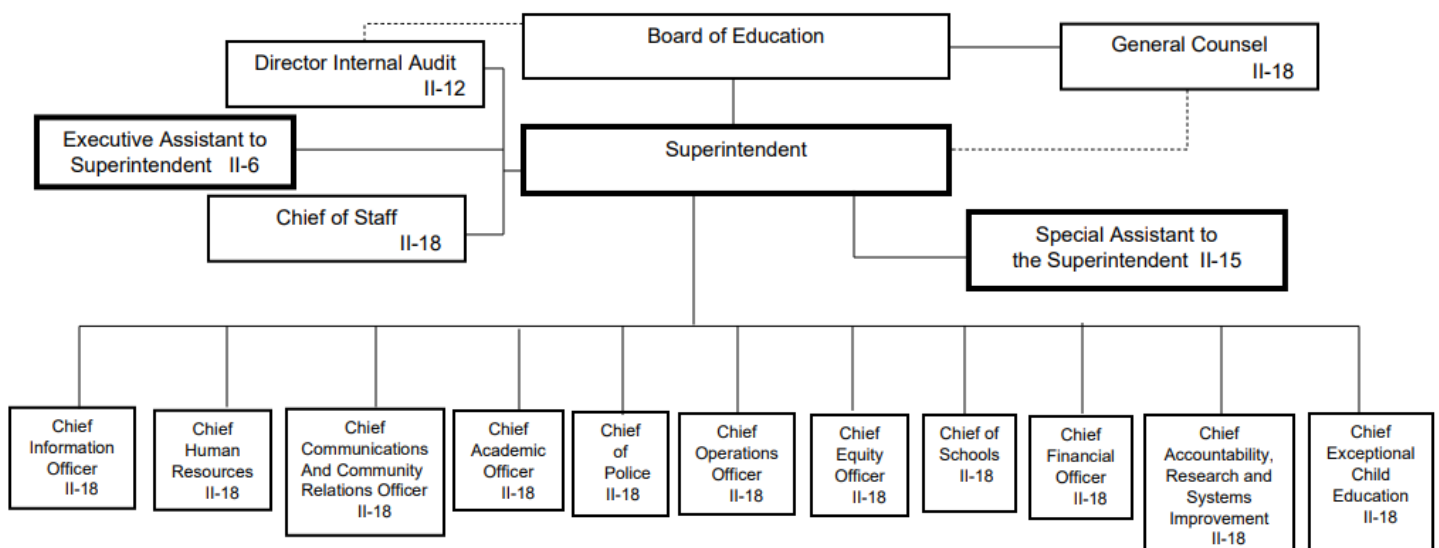 Board of Education
General Counsel
II-18
Director Internal Audit
II-12
Executive Assistant to
Superintendent II-6
Superintendent
Chief of Staff
II-18
Special Assistant to
the Superintendent II-15
Chief
Information
Officer
II-18
Chief
Human
Resources
II-18
Chief
Communications
And Community
Relations Officer
II-18
Chief
Academic
Officer
II-18
Chief
of
Police
II-18
Chief
Operations
Officer
II-18
Chief
Equity
Officer
II-18
Chief of
Schools
II-18
Chief
Financial
Officer
II-18
Chief
Accountability,
Research and
Systems
Improvement
II-18
Chief
Exceptional
Child
Education
II-18